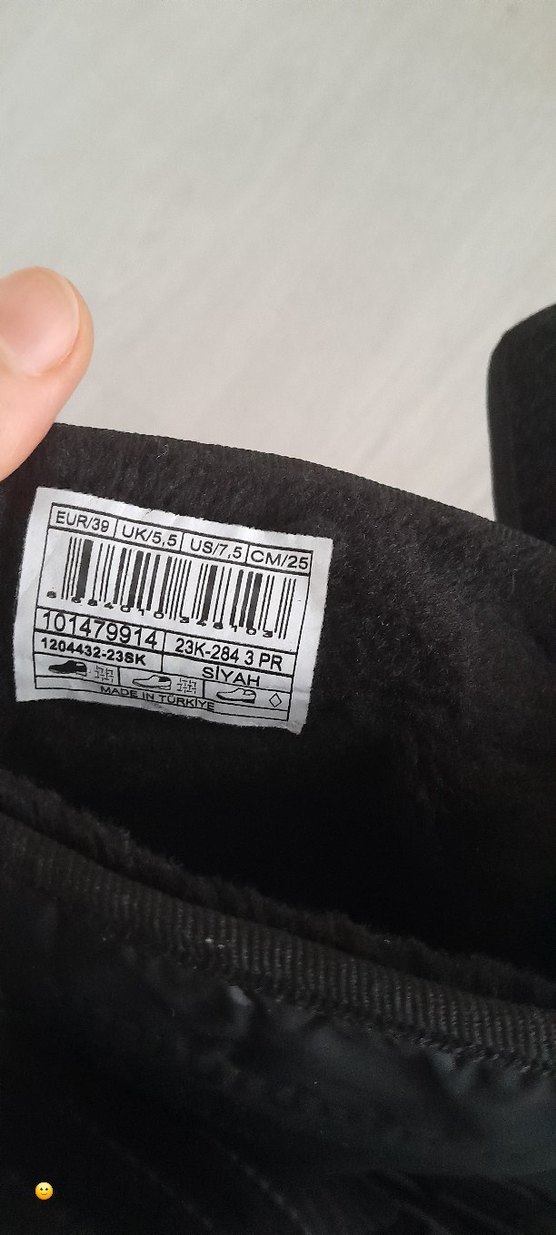 EUR/39 UK/5,5 US/7,5 CM/25
101479914 23K-284 3 PR
1204432-23SK SİYAH
MADE IN TÜRKİYE